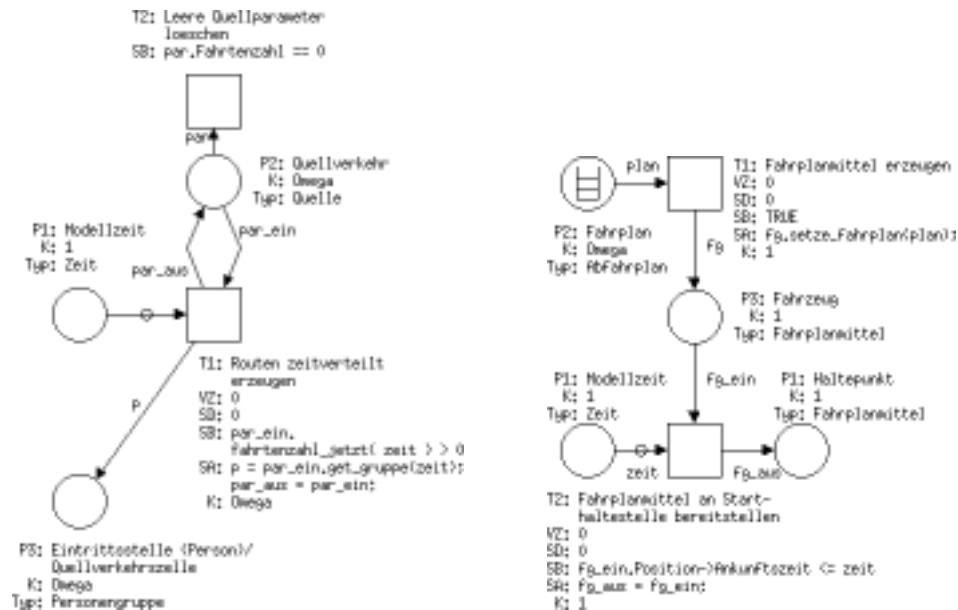 T2: Leere Quellparameter
loeschen
SB: par.Fahrtenzahl == 0
par
P2: Quellverkehr
K: Omega
Typ: Quelle
P1: Modellzeit
K: 1
Typ: Zeit
par_aus
par_ein
T1: Routen zeitverteilt
erzeugen
VZ: 0
SD: 0
SB: par_ein.
fahrtenzahl_jetzt( zeit ) > 0
SA: p = par_ein.get_gruppe(zeit);
par_aus = par_ein;
K: Omega
p
P3: Eintrittsstelle (Person)/
Quellverkehrszelle
K: Omega
Typ: Personengruppe
plan
T1: Fahrplanmittel erzeugen
VZ: 0
SD: 0
SB: TRUE
SA: fg.setze_fahrplan(plan);
K: 1
P2: Fahrplan
K: Omega
Typ: Abfahrplan
fg
P3: Fahrzeug
K: 1
Typ: Fahrplanmittel
P1: Modellzeit
K: 1
Typ: Zeit
fg_ein
P1: Haltepunkt
K: 1
Typ: Fahrplanmittel
zeit
fg_aus
T2: Fahrplanmittel an Start-
haltestelle bereitstellen
VZ: 0
SD: 0
SB: fg_ein.Position->Ankunftszeit <= zeit
SA: fg_aus = fg_ein;
K: 1